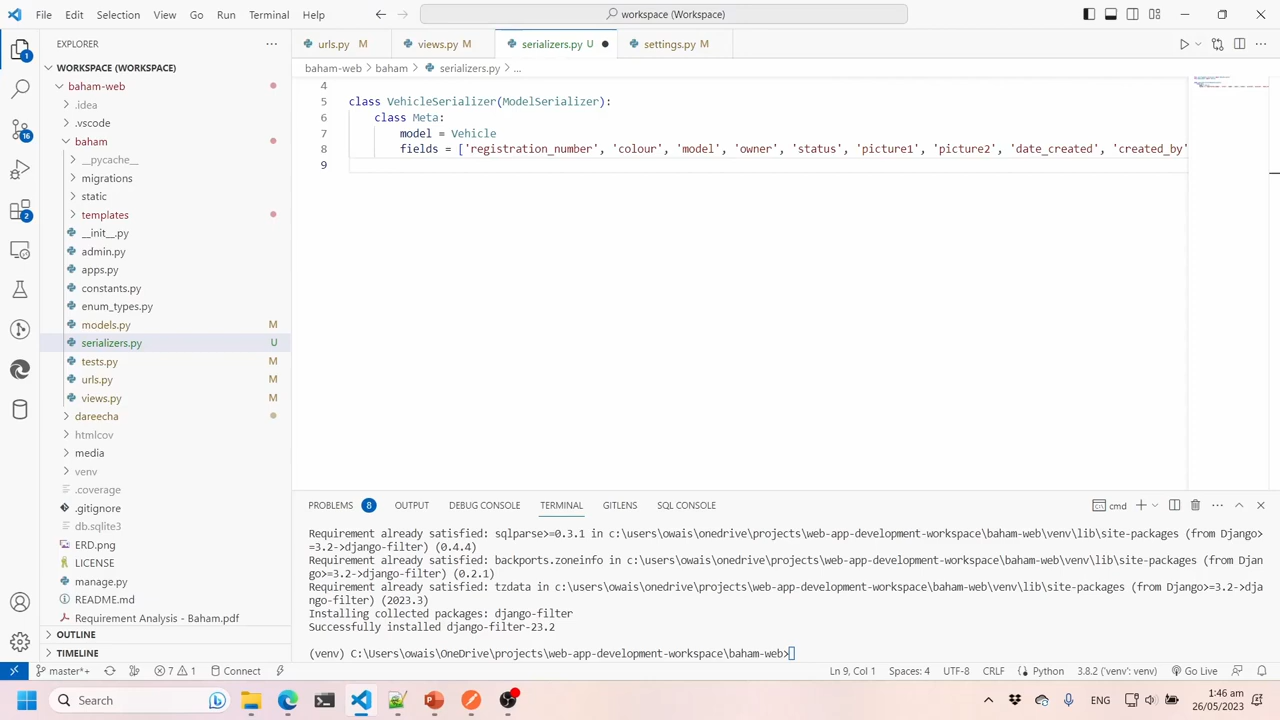 File Edit Selection View Go Run Terminal Help
workspace (Workspace)
EXPLORER
WORKSPACE (WORKSPACE)
baham-web
.idea
.vscode
baham
__pycache__
migrations
static
templates
__init__.py
admin.py
apps.py
constants.py
enum_types.py
models.py M
serializers.py U
tests.py M
urls.py M
views.py M
dareecha
htmlcov
media
venv
.coverage
.gitignore
db.sqlite3
ERD.png
LICENSE
manage.py
README.md
Requirement Analysis - Baham.pdf
OUTLINE
TIMELINE
1
16
2
urls.py M
views.py M
serializers.py U
settings.py M
baham-web > baham > serializers.py > ...
4
5 class VehicleSerializer(ModelSerializer):
6 class Meta:
7 model = Vehicle
8 fields = ['registration_number', 'colour', 'model', 'owner', 'status', 'picture1', 'picture2', 'date_created', 'created_by'
9
PROBLEMS 8 OUTPUT DEBUG CONSOLE TERMINAL GITLENS SQL CONSOLE
cmd
Requirement already satisfied: sqlparse>=0.3.1 in c:\users\owais\onedrive\projects\web-app-development-workspace\baham-web\venv\lib\site-packages (from Django>
=3.2->django-filter) (0.4.4)
Requirement already satisfied: backports.zoneinfo in c:\users\owais\onedrive\projects\web-app-development-workspace\baham-web\venv\lib\site-packages (from Djan
go>=3.2->django-filter) (0.2.1)
Requirement already satisfied: tzdata in c:\users\owais\onedrive\projects\web-app-development-workspace\baham-web\venv\lib\site-packages (from Django>=3.2->dja
ngo-filter) (2023.3)
Installing collected packages: django-filter
Successfully installed django-filter-23.2
(venv) C:\Users\owais\OneDrive\projects\web-app-development-workspace\baham-web>
master*+ 7 1 Connect
Ln 9, Col 1 Spaces: 4 UTF-8 CRLF Python 3.8.2 ('venv': venv) Go Live
Search
ENG
1:46 am
26/05/2023